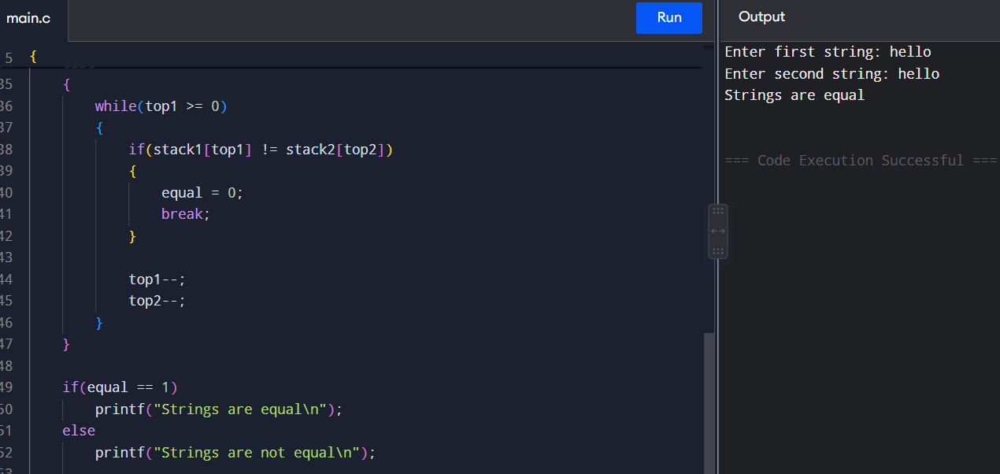 main.c
Run
5 {
35 {
36 while(top1 >= 0)
37 {
38 if(stack1[top1] != stack2[top2])
39 {
40 equal = 0;
41 break;
42 }
43
44 top1--;
45 top2--;
46 }
47 }
48
49 if(equal == 1)
50 printf("Strings are equal\n");
51 else
52 printf("Strings are not equal\n");
53
Output
Enter first string: hello
Enter second string: hello
Strings are equal
=== Code Execution Successful ===